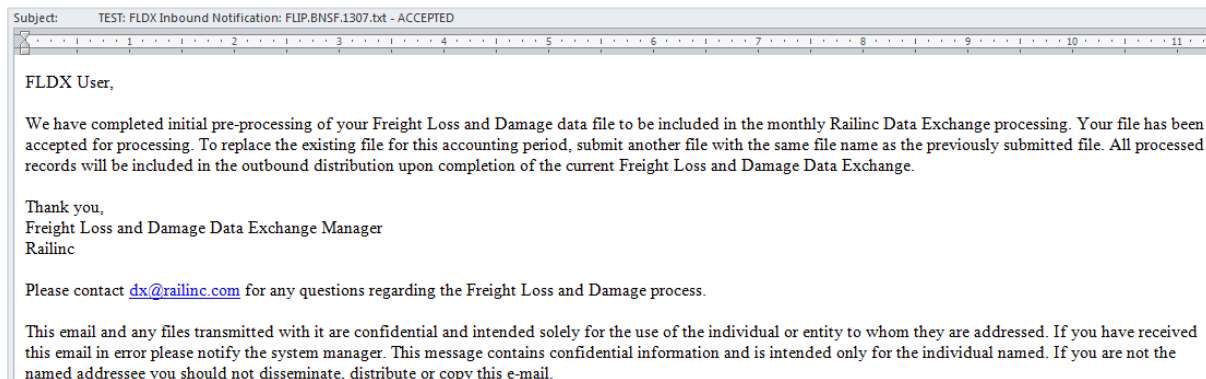 Subject: TEST: FLDX Inbound Notification: FLIP.BNSF.1307.txt - ACCEPTED
1 2 3 4 5 6 7 8 9 10 11
FLDX User,
We have completed initial pre-processing of your Freight Loss and Damage data file to be included in the monthly Railinc Data Exchange processing. Your file has been
accepted for processing. To replace the existing file for this accounting period, submit another file with the same file name as the previously submitted file. All processed
records will be included in the outbound distribution upon completion of the current Freight Loss and Damage Data Exchange.
Thank you,
Freight Loss and Damage Data Exchange Manager
Railinc
Please contact dx@railinc.com for any questions regarding the Freight Loss and Damage process.
This email and any files transmitted with it are confidential and intended solely for the use of the individual or entity to whom they are addressed. If you have received
this email in error please notify the system manager. This message contains confidential information and is intended only for the individual named. If you are not the
named addressee you should not disseminate, distribute or copy this e-mail.